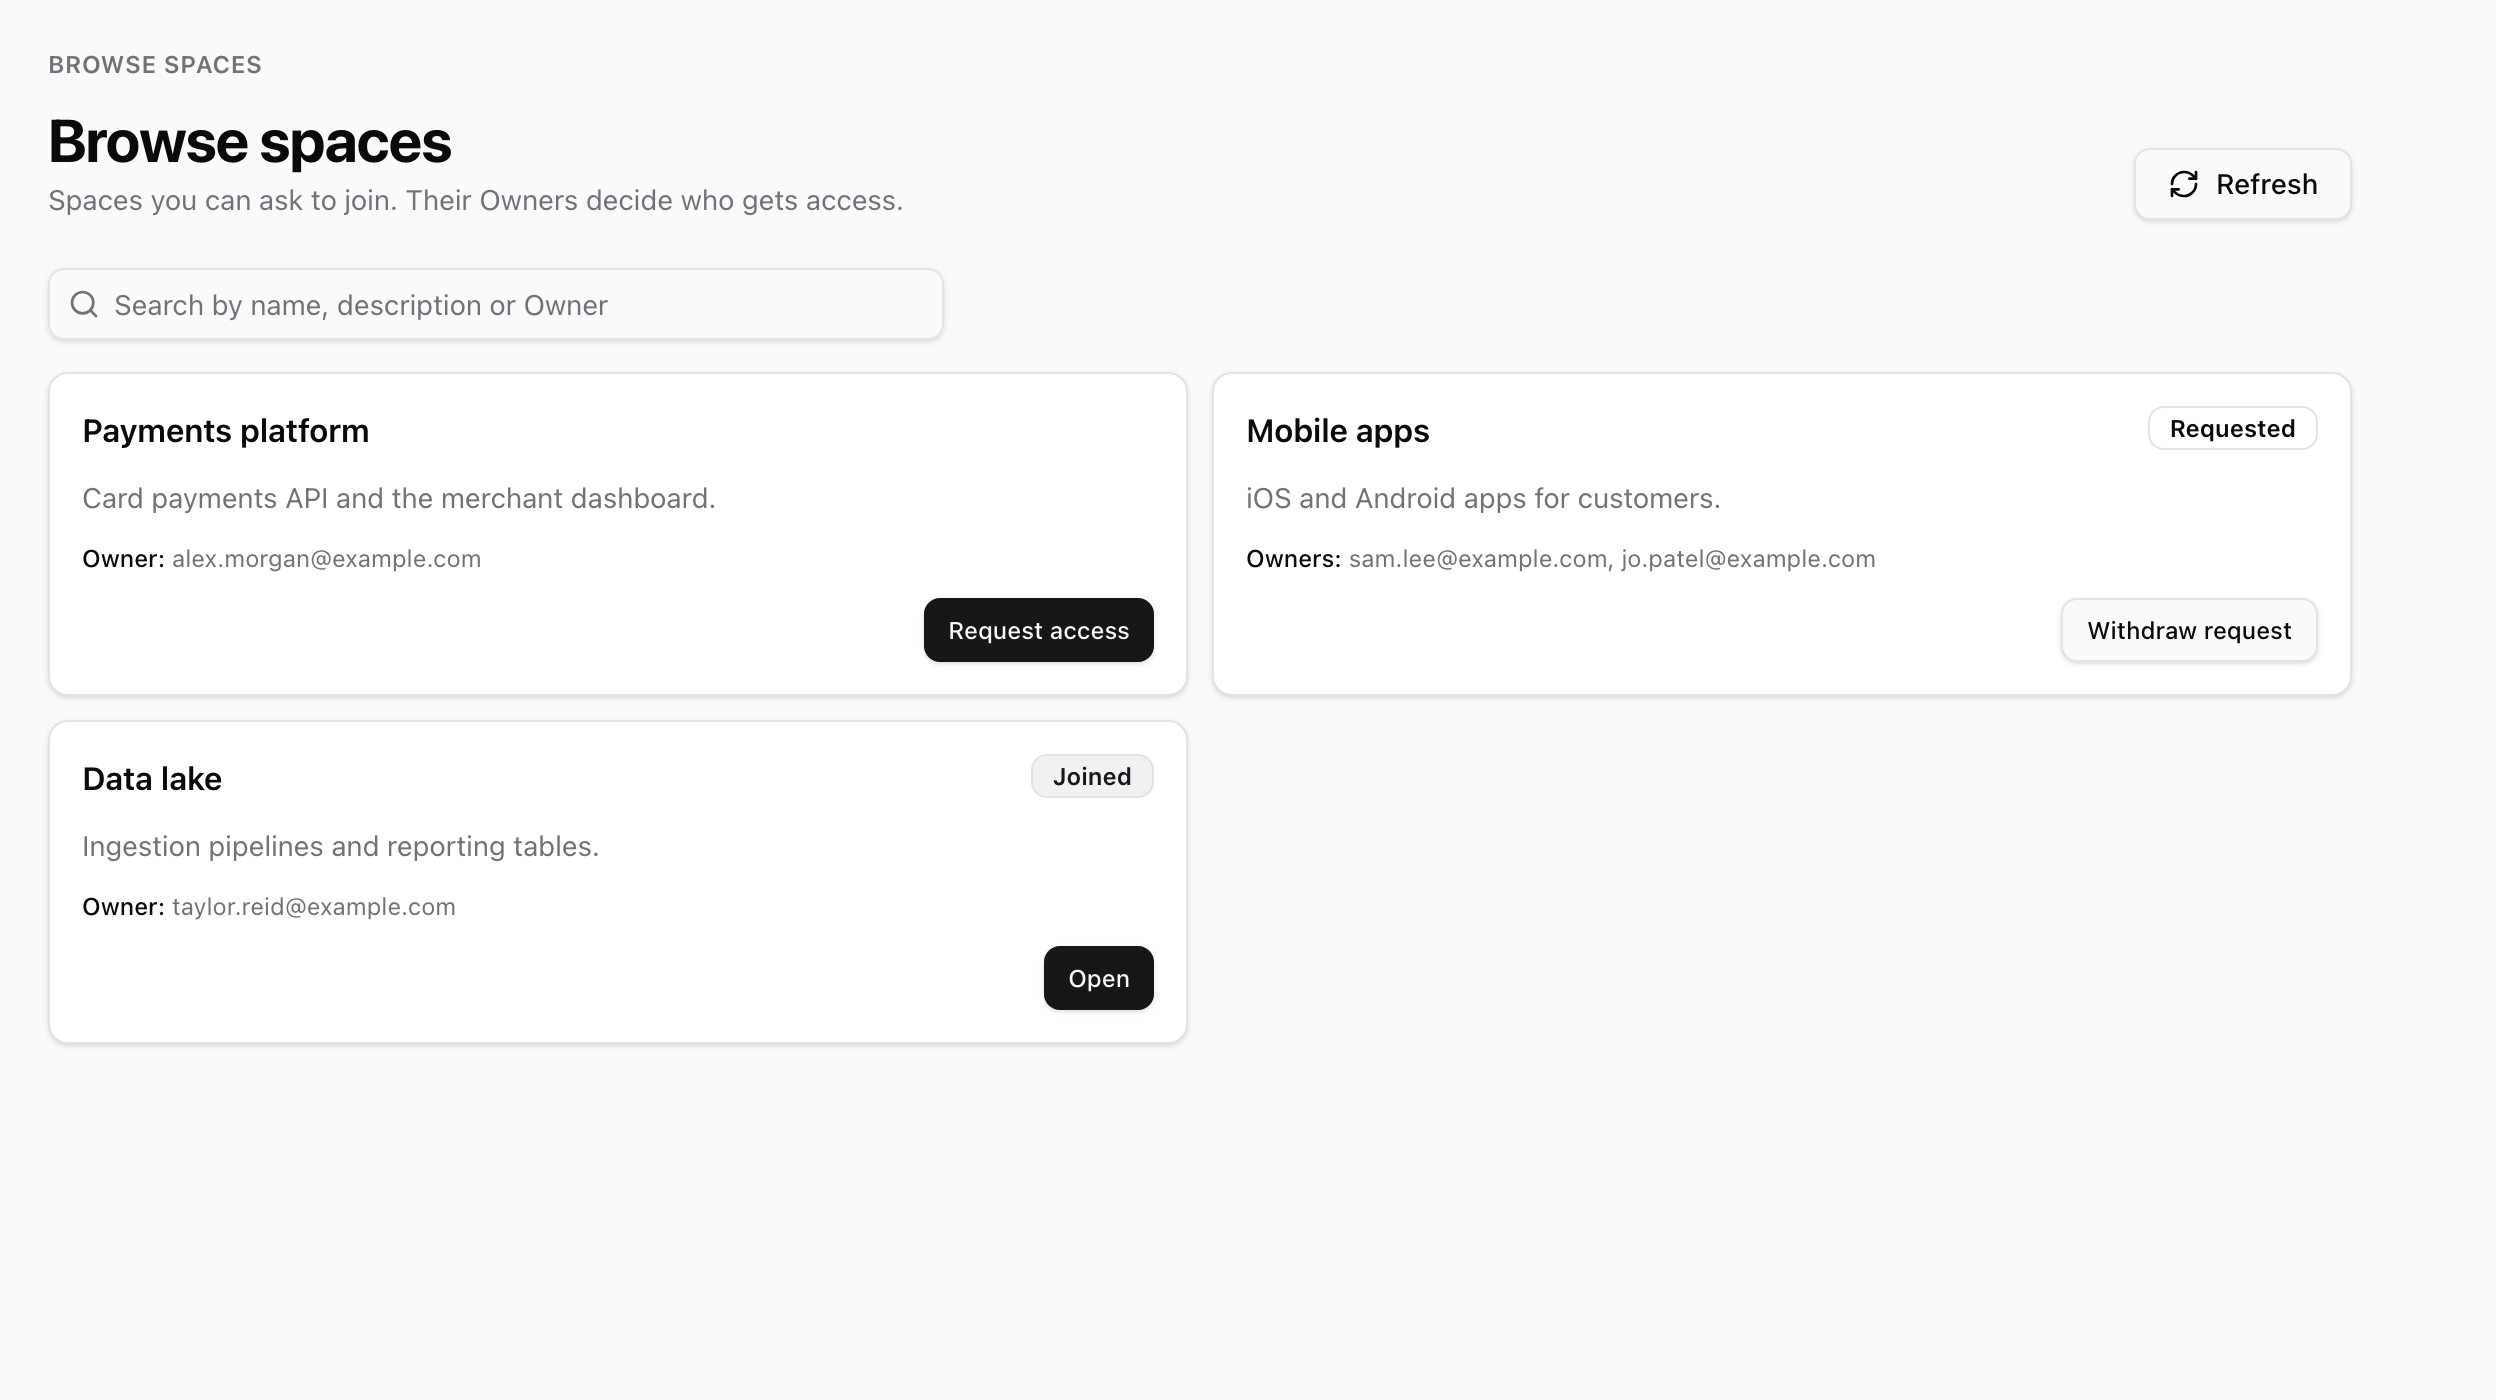 BROWSE SPACES
Browse spaces
Spaces you can ask to join. Their Owners decide who gets access.
Refresh
Search by name, description or Owner
Payments platform
Card payments API and the merchant dashboard.
Owner: alex.morgan@example.com
Request access
Mobile apps
Requested
iOS and Android apps for customers.
Owners: sam.lee@example.com, jo.patel@example.com
Withdraw request
Data lake
Joined
Ingestion pipelines and reporting tables.
Owner: taylor.reid@example.com
Open